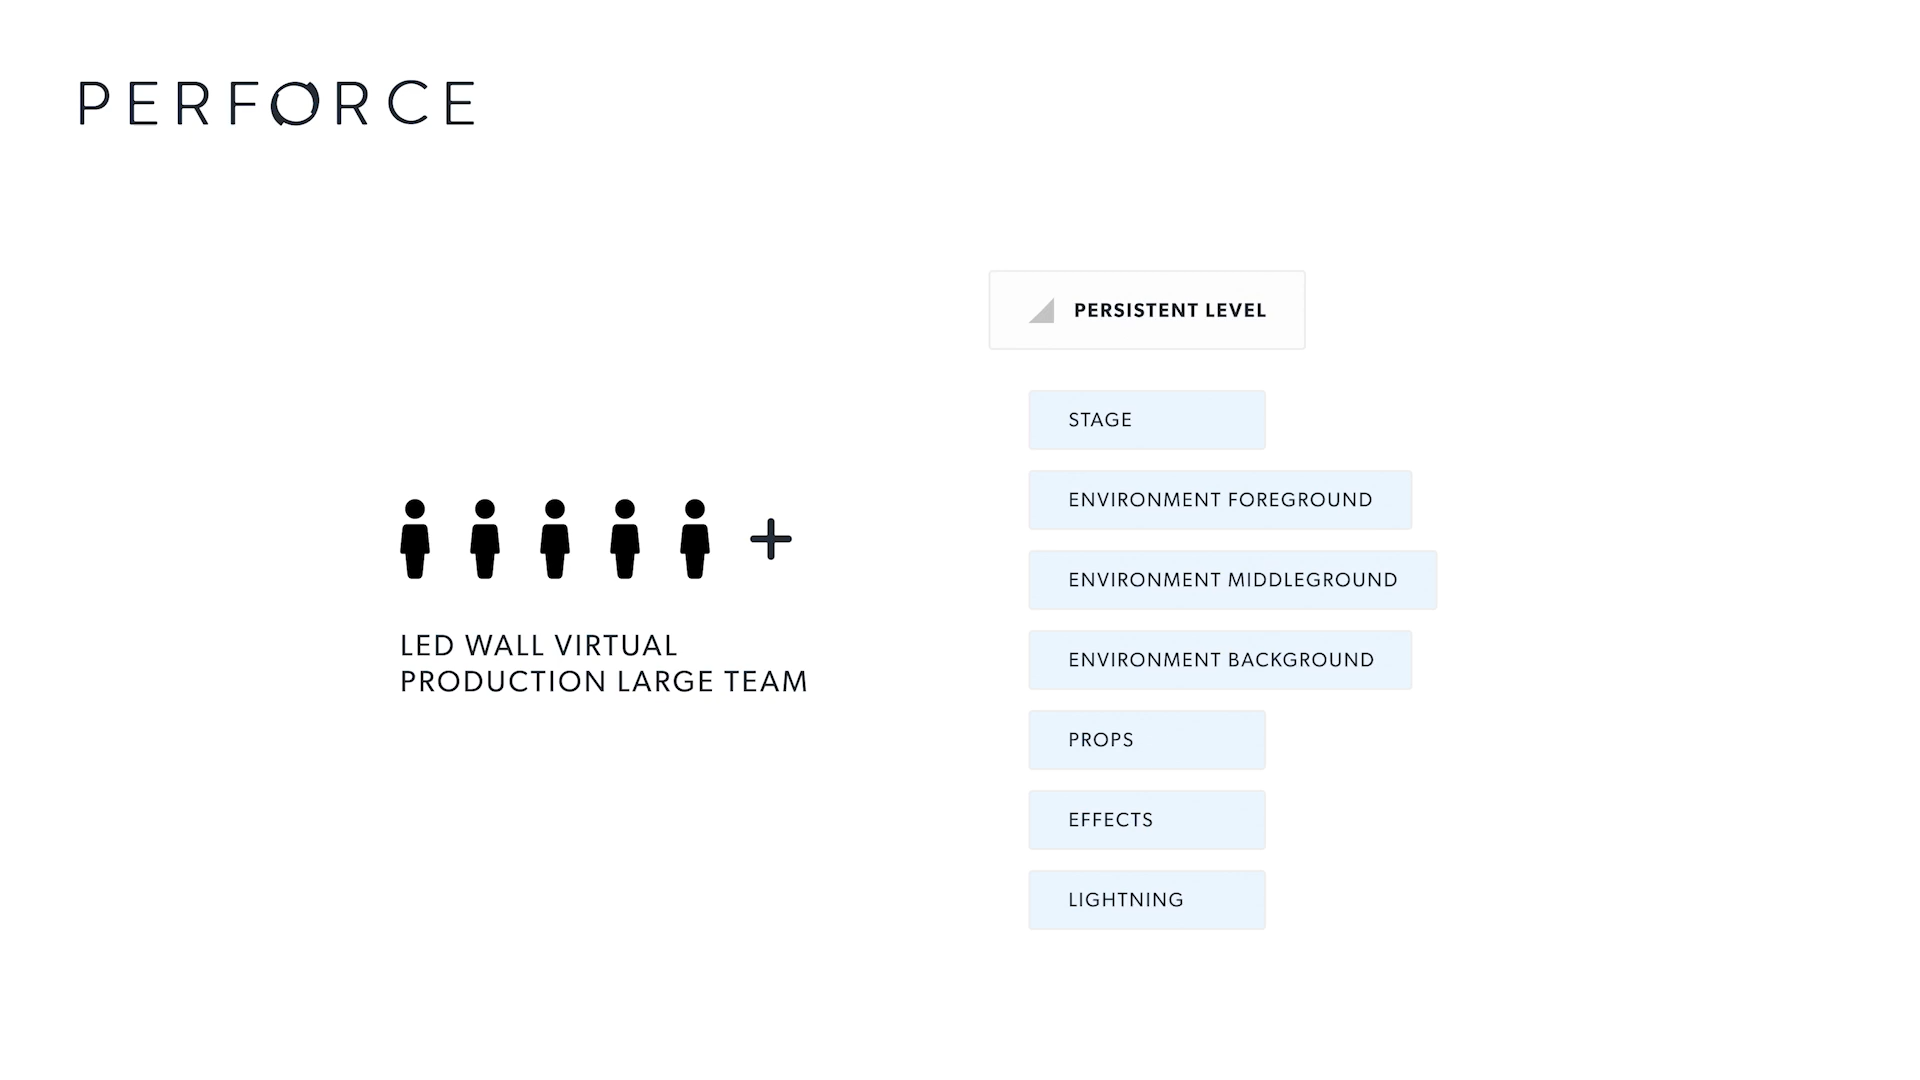 PERFORCE
PERSISTENT LEVEL
STAGE
ENVIRONMENT FOREGROUND
ENVIRONMENT MIDDLEGROUND
ENVIRONMENT BACKGROUND
PROPS
EFFECTS
LIGHTNING
LED WALL VIRTUAL
PRODUCTION LARGE TEAM